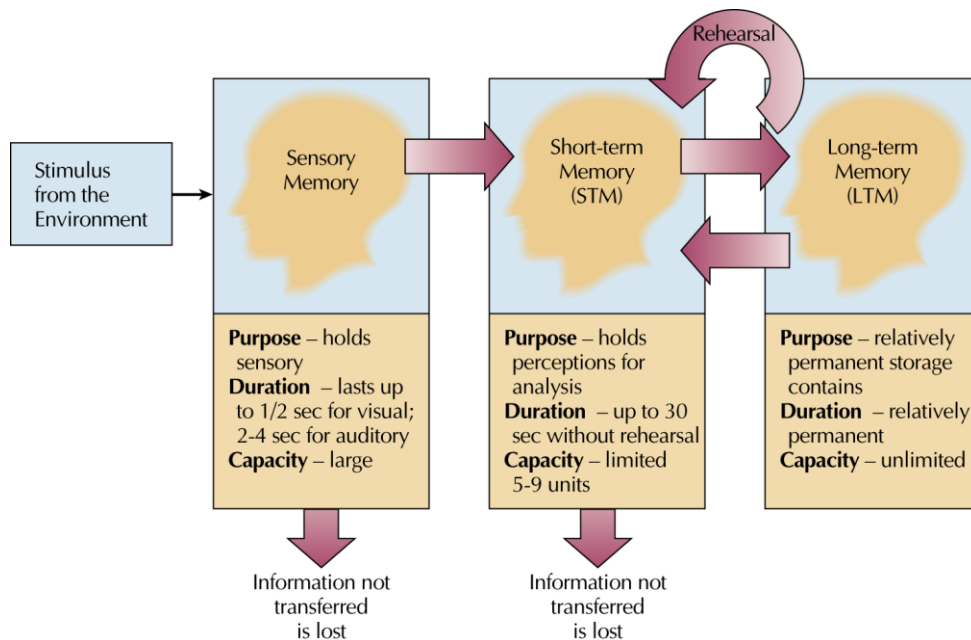 Rehearsal
Stimulus
from the
Environment
Sensory
Memory
Short-term
Memory
(STM)
Long-term
Memory
(LTM)
Purpose – holds
sensory
Duration – lasts up
to 1/2 sec for visual;
2-4 sec for auditory
Capacity – large
Purpose – holds
perceptions for
analysis
Duration – up to 30
sec without rehearsal
Capacity – limited
5-9 units
Purpose – relatively
permanent storage
contains
Duration – relatively
permanent
Capacity – unlimited
Information not
transferred
is lost
Information not
transferred
is lost